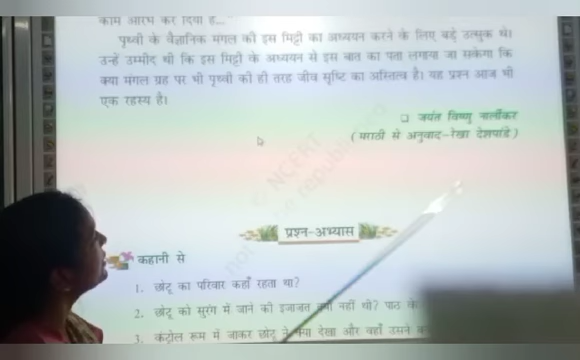 काम आरंभ कर दिया है..."
पृथ्वी के वैज्ञानिक मंगल की इस मिट्टी का अध्ययन करने के लिए बड़े उत्सुक थे।
उन्हें उम्मीद थी कि इस मिट्टी के अध्ययन से इस बात का पता लगाया जा सकेगा कि
क्या मंगल ग्रह पर भी पृथ्वी की ही तरह जीव सृष्टि का अस्तित्व है। यह प्रश्न आज भी
एक रहस्य है।
❑ जयंत विष्णु नार्लीकर
(मराठी से अनुवाद-रेखा देशपांडे)
© NCERT
प्रश्न-अभ्यास
कहानी से
1. छोटू का परिवार कहाँ रहता था?
2. छोटू को सुरंग में जाने की इजाज़त क्यों नहीं थी? पाठ के
3. कंट्रोल रूम में जाकर छोटू ने क्या देखा और वहाँ उसने